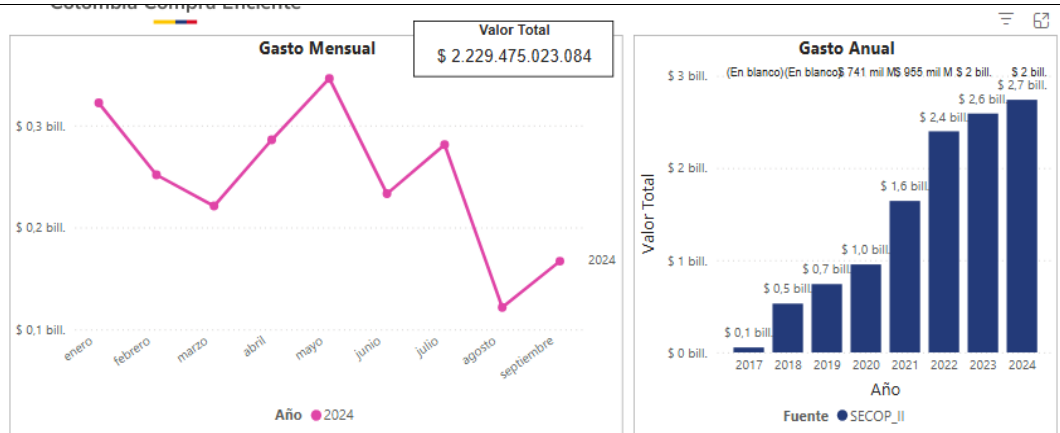 Colombia Compra Eficiente
Valor Total
$ 2.229.475.023.084
Gasto Mensual
$ 0,3 bill.
$ 0,2 bill.
$ 0,1 bill.
2024
enero
febrero
marzo
abril
mayo
junio
julio
agosto
septiembre
Año 2024
Gasto Anual
(En blanco) (En blanco) $ 741 mil M $ 955 mil M $ 2 bill. $ 2 bill.
$ 3 bill.
$ 2 bill.
$ 1 bill.
$ 0 bill.
Valor Total
$ 0,1 bill.
$ 0,5 bill.
$ 0,7 bill.
$ 1,0 bill.
$ 1,6 bill.
$ 2,4 bill.
$ 2,6 bill.
$ 2,7 bill.
2017 2018 2019 2020 2021 2022 2023 2024
Año
Fuente SECOP_II